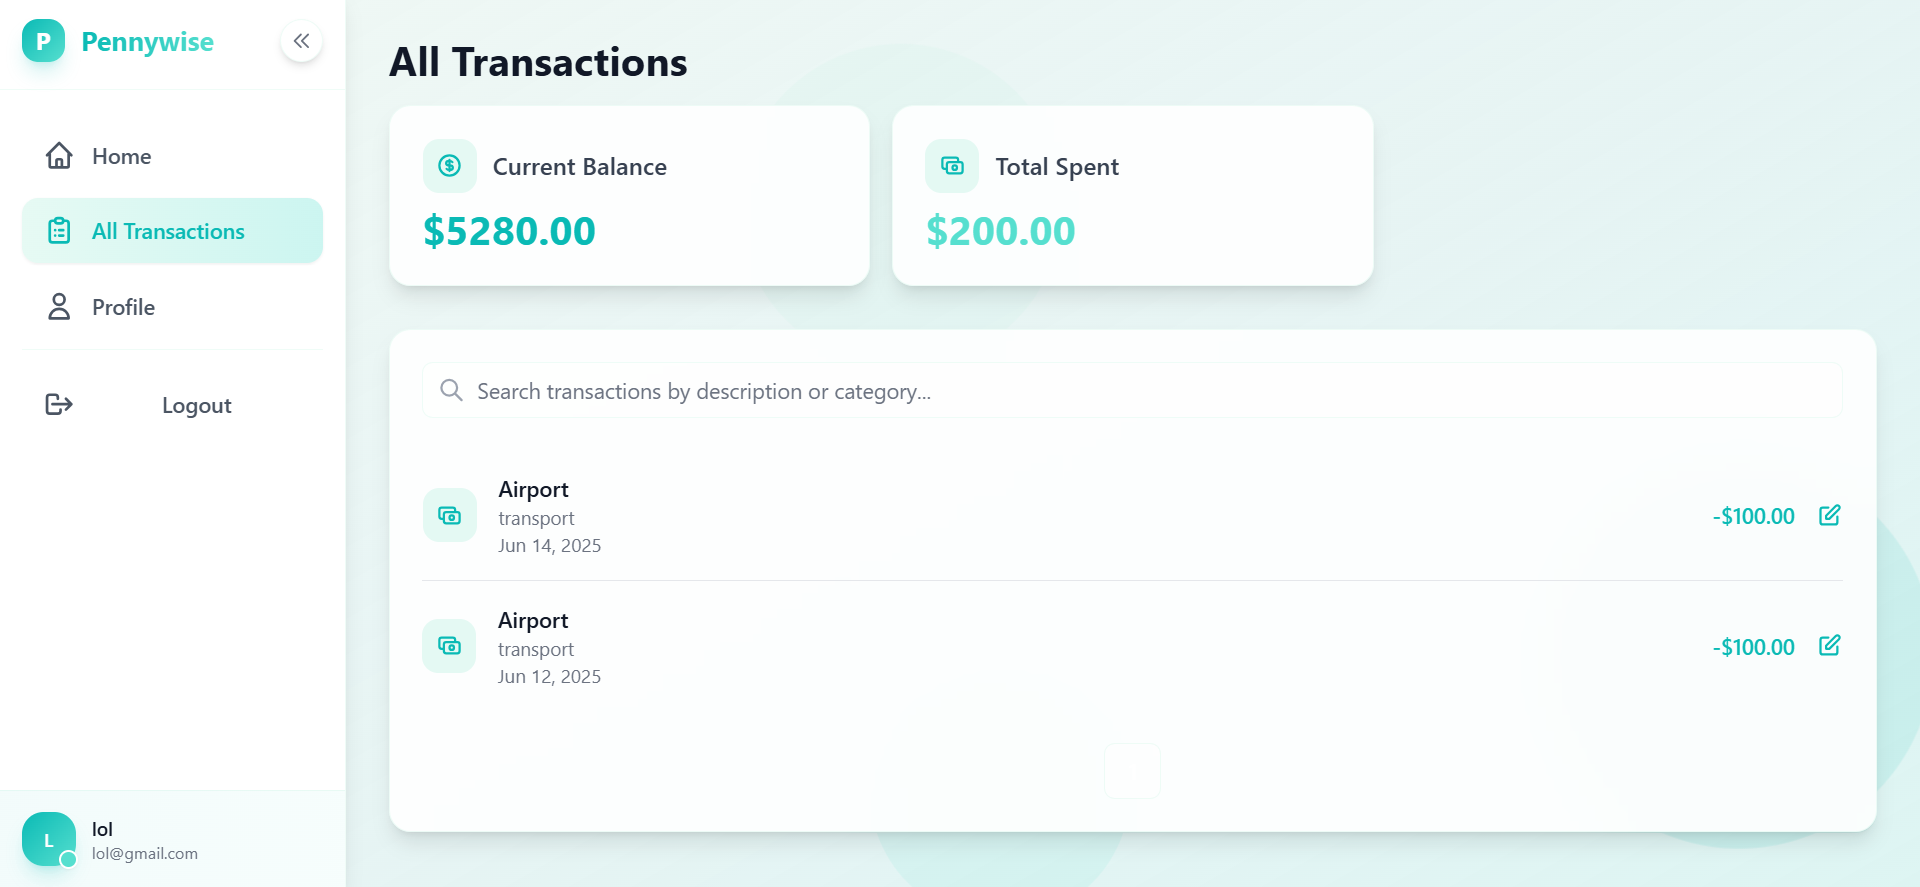 P
Pennywise
Home
All Transactions
Profile
Logout
L
lol
lol@gmail.com
All Transactions
Current Balance
$5280.00
Total Spent
$200.00
Search transactions by description or category...
Airport
transport
Jun 14, 2025
-$100.00
Airport
transport
Jun 12, 2025
-$100.00